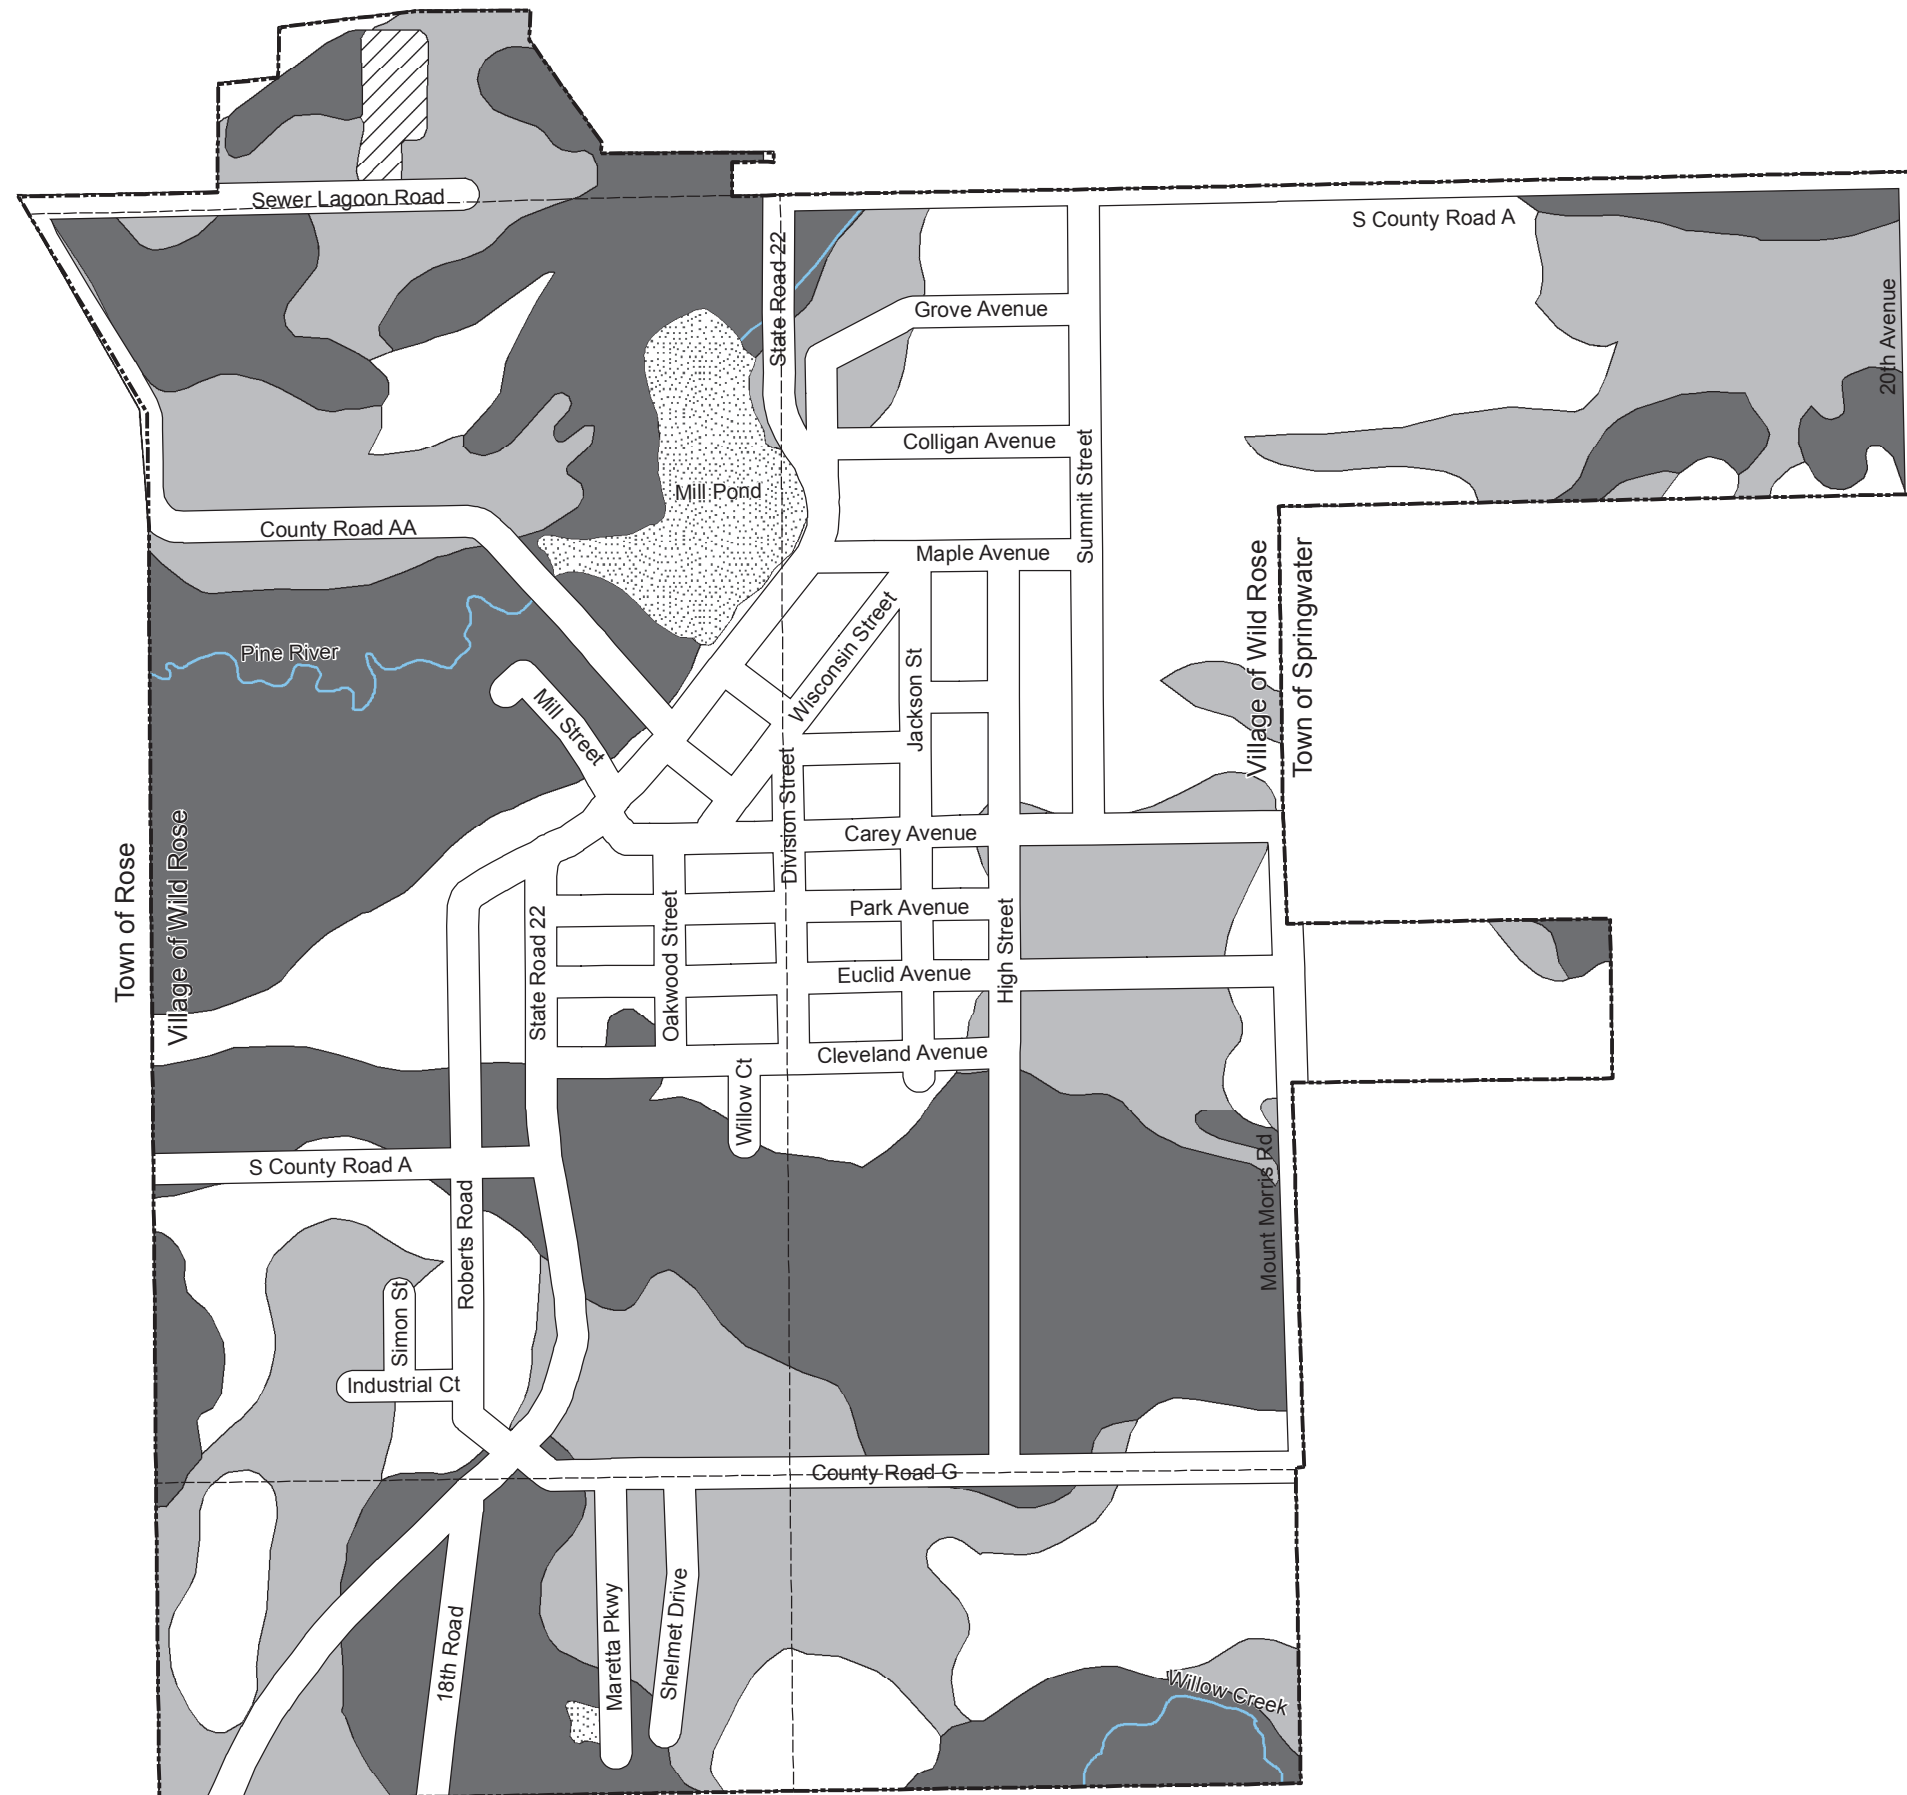 Sewer Lagoon Road
S County Road A
State Road 22
20th Avenue
Grove Avenue
Colligan Avenue
Summit Street
Mill Pond
County Road AA
Maple Avenue
Village of Wild Rose
Town of Springwater
Pine River
Wisconsin Street
Jackson St
Mill Street
Division Street
Carey Avenue
Town of Rose
Village of Wild Rose
State Road 22
Oakwood Street
Park Avenue
High Street
Euclid Avenue
Cleveland Avenue
Willow Ct
S County Road A
Mount Morris Rd
Roberts Road
Simon St
Industrial Ct
County Road G
18th Road
Maretta Pkwy
Shelmet Drive
Willow Creek